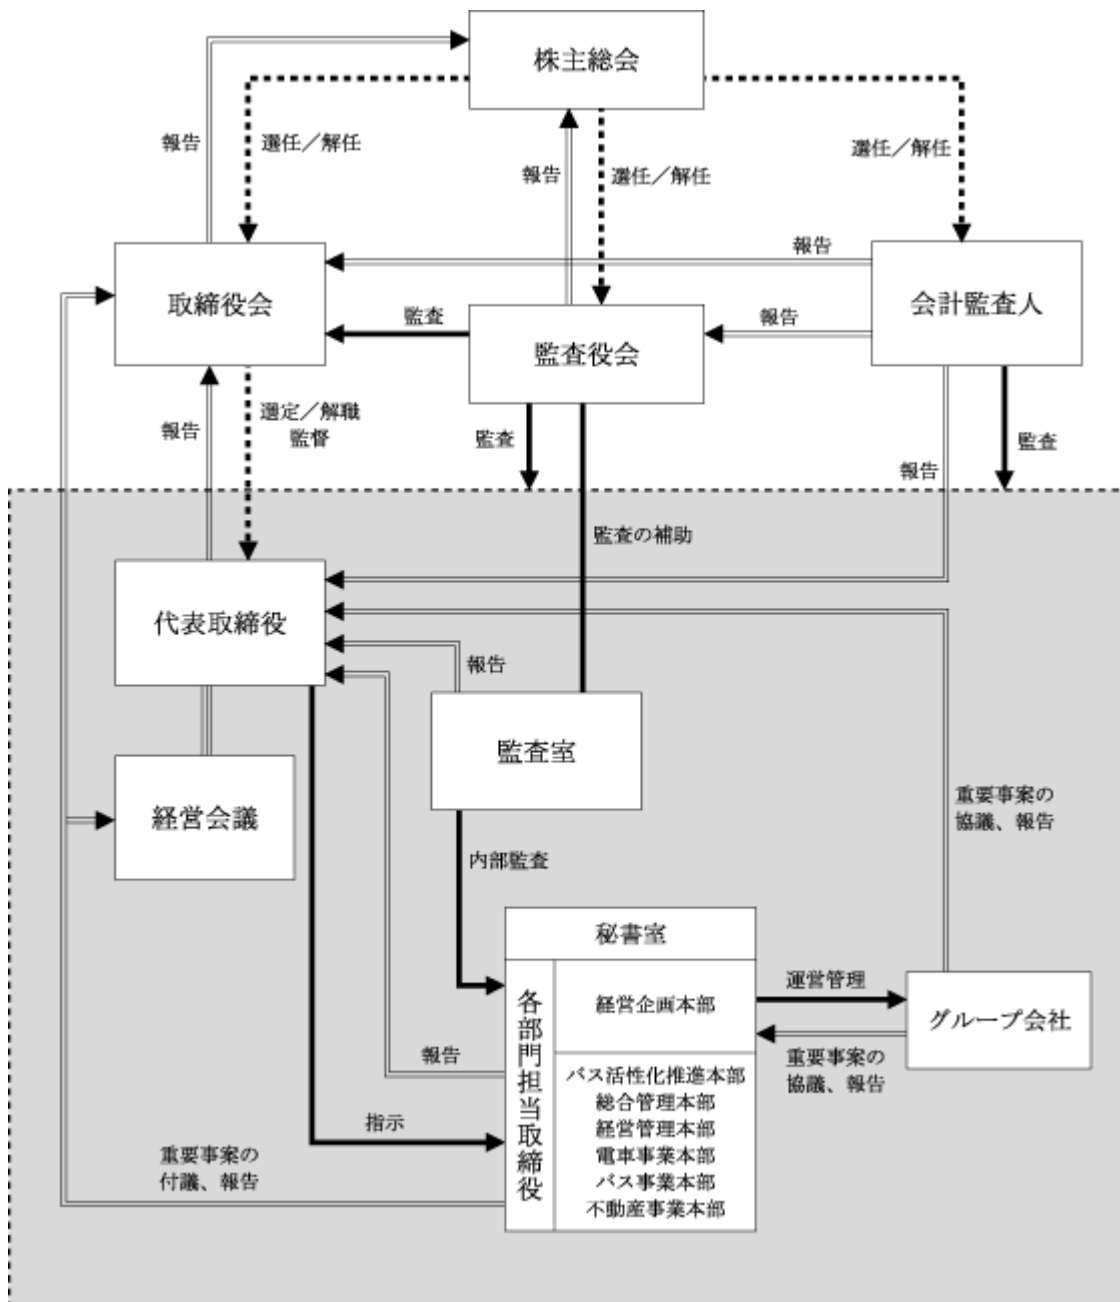 株主総会
報告
選任／解任
報告
選任／解任
選任／解任
取締役会
報告
会計監査人
監査
報告
監査役会
報告
選定／解職
監督
監査
報告
監査
監査の補助
代表取締役
報告
監査室
経営会議
内部監査
重要事案の
協議、報告
秘書室
各部門担当取締役
経営企画本部
運営管理
グループ会社
重要事案の
協議、報告
報告
バス活性化推進本部
総合管理本部
経営管理本部
電車事業本部
バス事業本部
不動産事業本部
指示
重要事案の
付議、報告